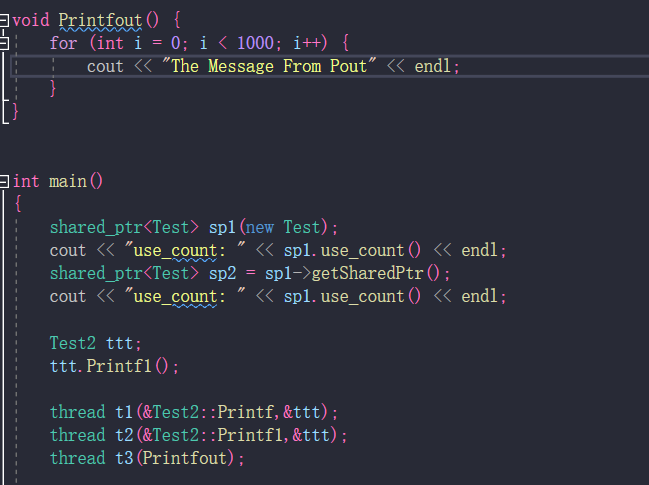 void Printfout() {
    for (int i = 0; i < 1000; i++) {
        cout << "The Message From Pout" << endl;
    }
}
int main()
{
    shared_ptr<Test> sp1(new Test);
    cout << "use_count: " << sp1.use_count() << endl;
    shared_ptr<Test> sp2 = sp1->getSharedPtr();
    cout << "use_count: " << sp1.use_count() << endl;
    Test2 ttt;
    ttt.Printf1();
    thread t1(&Test2::Printf,&ttt);
    thread t2(&Test2::Printf1,&ttt);
    thread t3(Printfout);